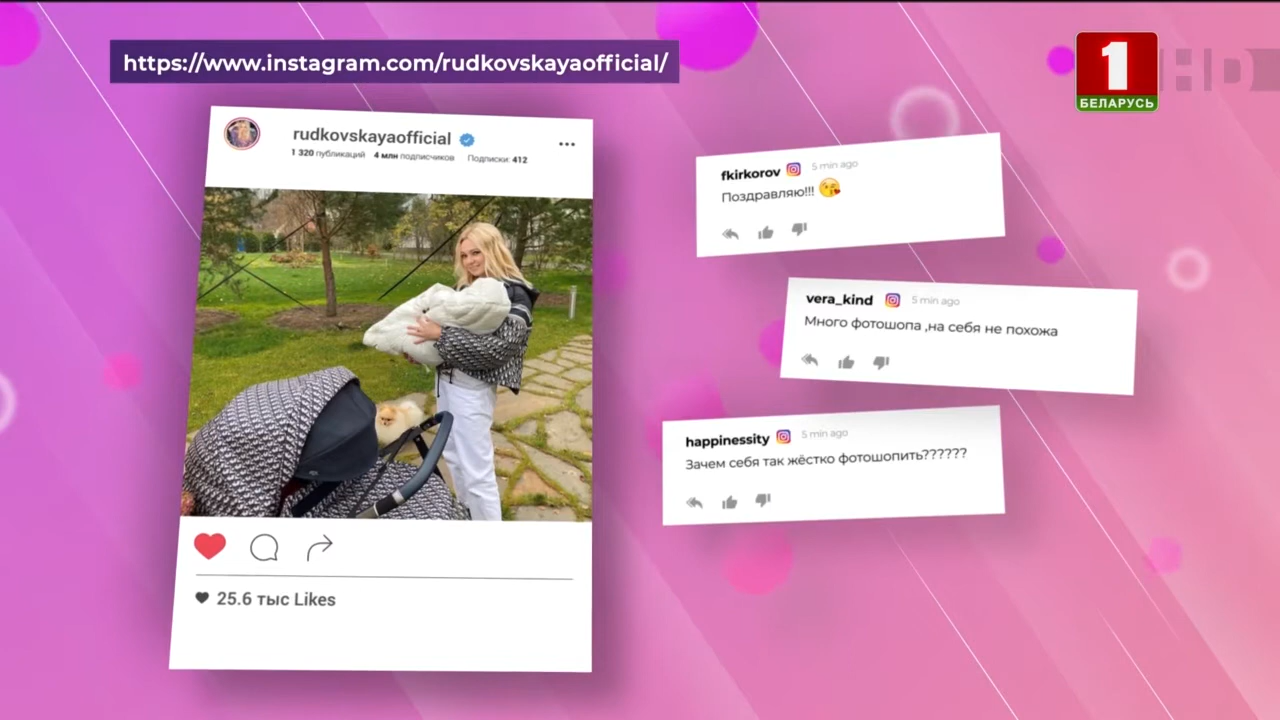 https://www.instagram.com/rudkovskayaofficial/
1 HD
БЕЛАРУСЬ
rudkovskayaofficial
1 320 публикаций 4 млн подписчиков Подписки: 412
25.6 тыс Likes
fkirkorov 5 min ago
Поздравляю!!!
vera_kind 5 min ago
Много фотошопа ,на себя не похожа
happinessity 5 min ago
Зачем себя так жёстко фотошопить??????